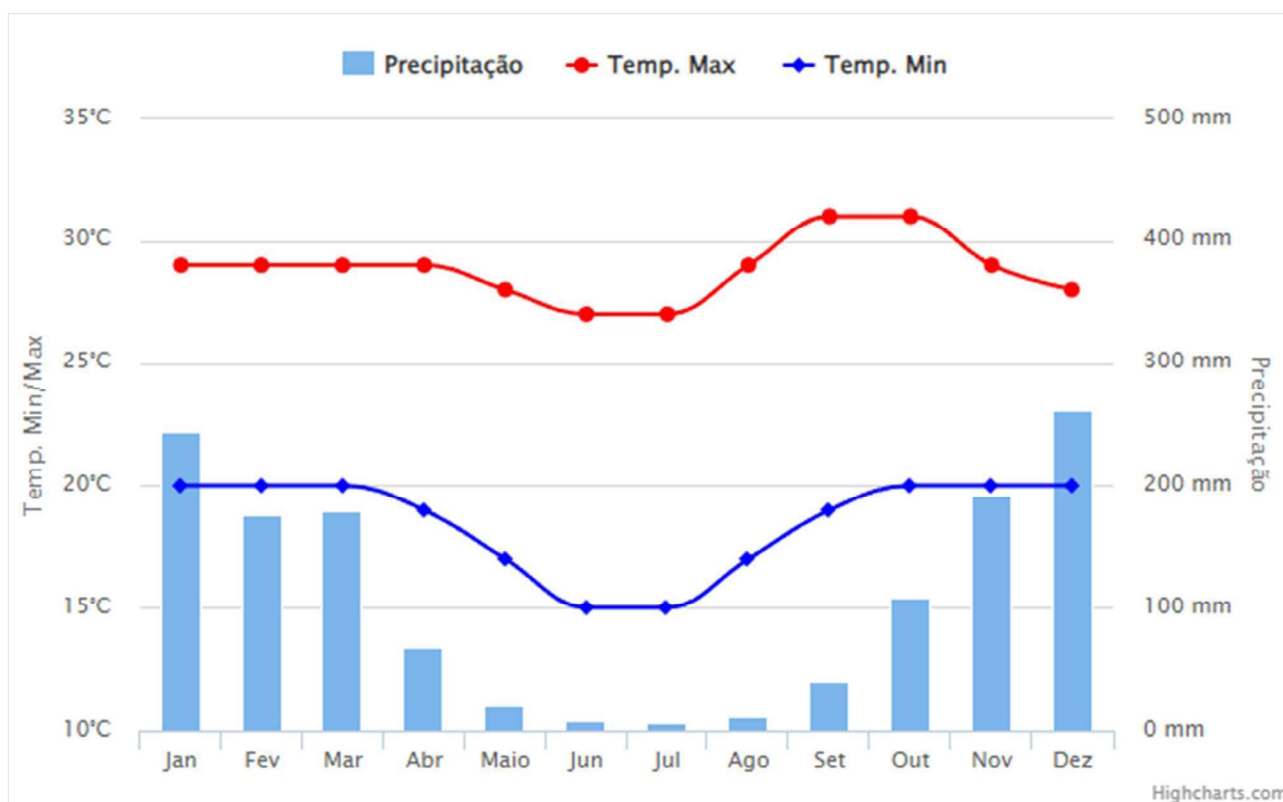 Precipitação Temp. Max Temp. Min
35°C 500 mm
30°C 400 mm
25°C 300 mm
20°C 200 mm
15°C 100 mm
10°C 0 mm
Temp. Min/Max
Precipitação
Jan Fev Mar Abr Maio Jun Jul Ago Set Out Nov Dez
Highcharts.com